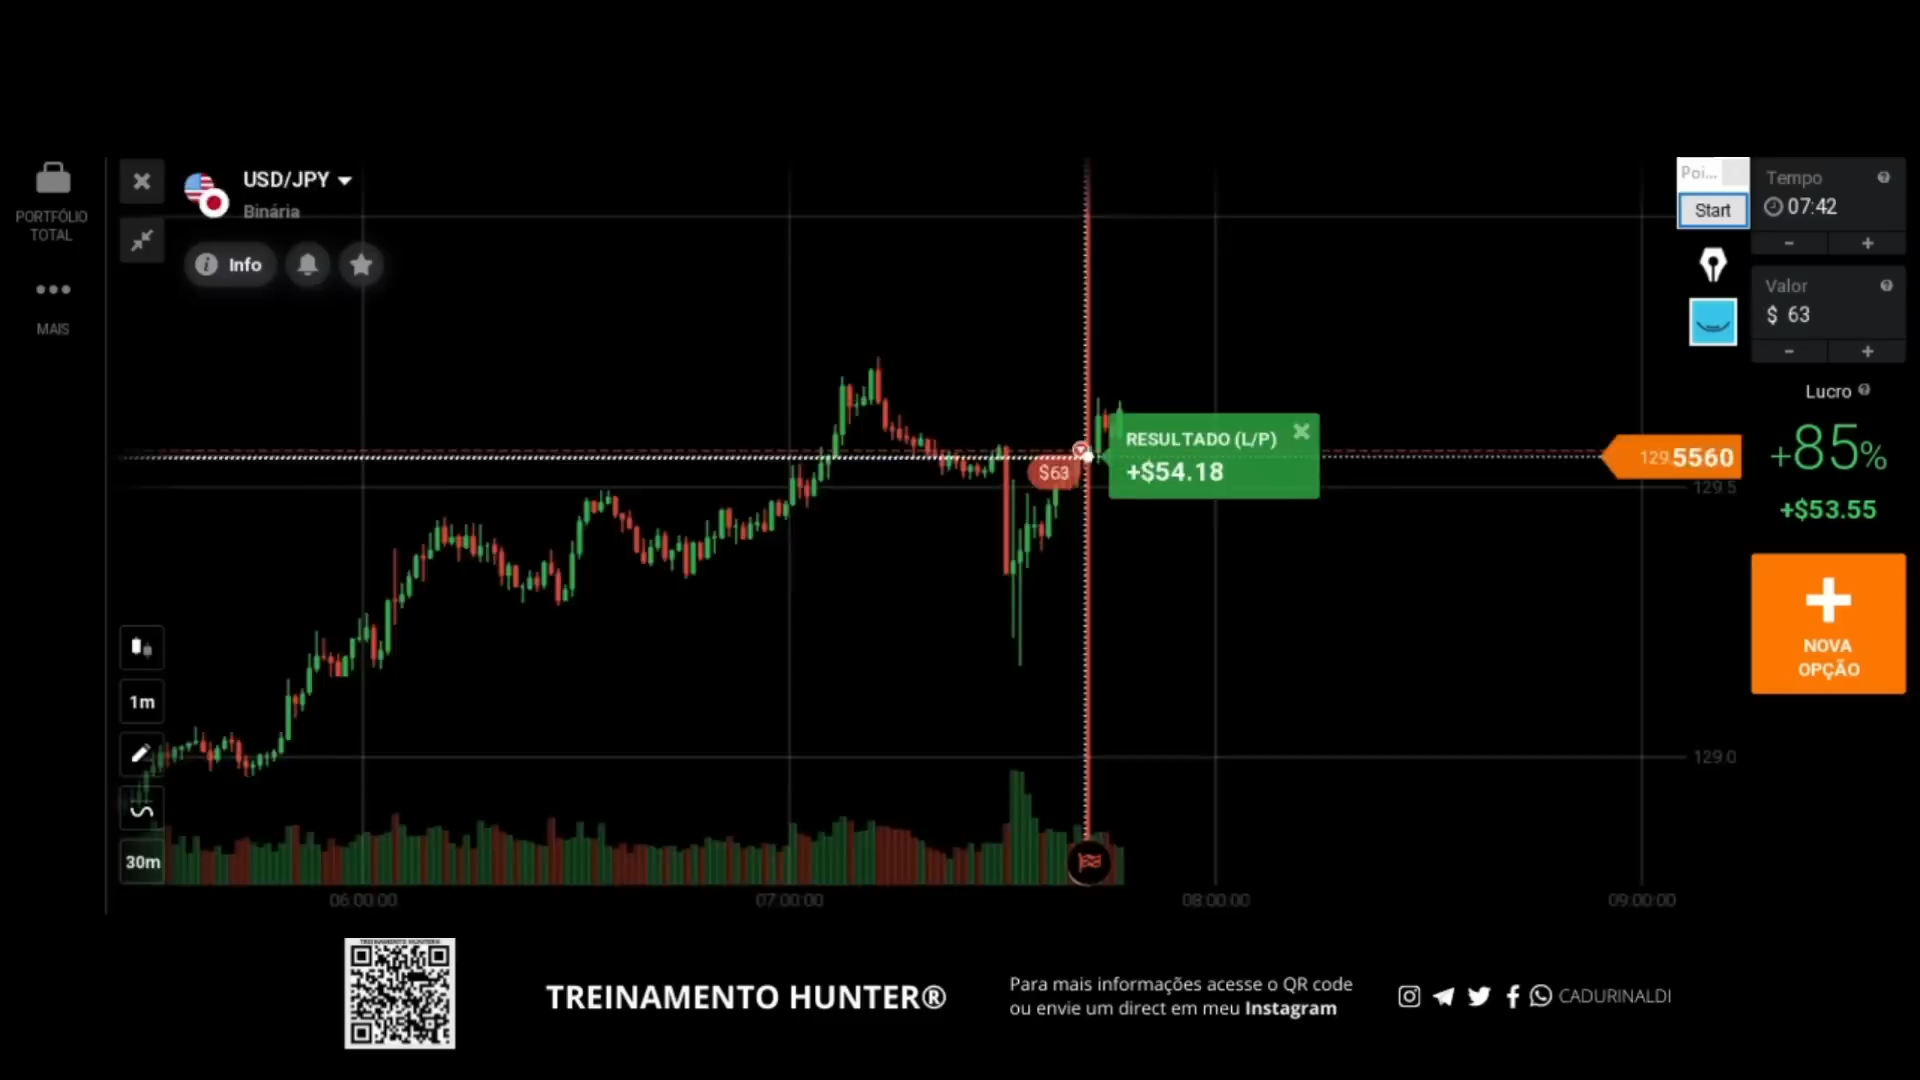 PORTFÓLIO
TOTAL
MAIS
USD/JPY
Binária
Info
Poi...
Start
Tempo
07:42
- +
Valor
$ 63
- +
Lucro
+85%
+$53.55
+
NOVA
OPÇÃO
RESULTADO (L/P)
+$54.18
$63
129.5560
129.5
129.0
1m
30m
06:00:00
07:00:00
08:00:00
09:00:00
TREINAMENTO HUNTER®
TREINAMENTO HUNTER®
Para mais informações acesse o QR code
ou envie um direct em meu Instagram
CADURINALDI